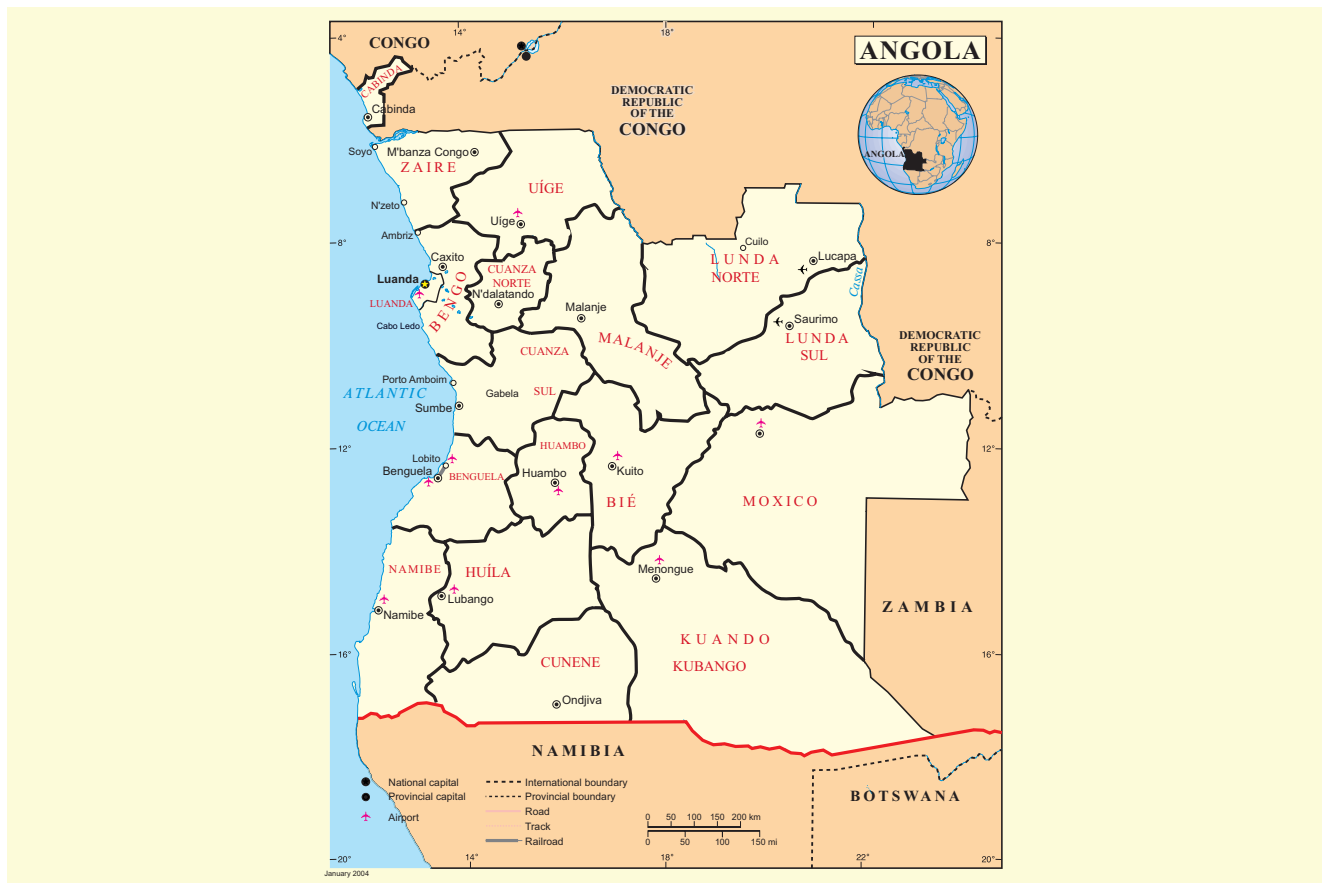 14°
18°
4°
CONGO
ANGOLA
CABINDA
DEMOCRATIC
REPUBLIC
OF THE
CONGO
Cabinda
ANGOLA
Soyo
M'banza Congo
ZAIRE
UÍGE
N'zeto
Uíge
Ambriz
8°
Cuilo
8°
Caxito
LUNDA
NORTE
Lucapa
CUANZA
NORTE
Luanda
Cassa
N'dalatando
LUANDA
BENGO
Malanje
Cabo Ledo
Saurimo
MALANJE
LUNDA
SUL
DEMOCRATIC
REPUBLIC
OF THE
CONGO
CUANZA
SUL
Porto Amboim
Gabela
ATLANTIC
OCEAN
Sumbe
12°
HUAMBO
12°
Lobito
Benguela
BENGUELA
Huambo
Kuito
BIÉ
MOXICO
NAMIBE
HUÍLA
Menongue
Lubango
Namibe
ZAMBIA
KUANDO
KUBANGO
16°
CUNENE
16°
Ondjiva
NAMIBIA
BOTSWANA
National capital
Provincial capital
Airport
International boundary
Provincial boundary
Road
Track
Railroad
0 50 100 150 200 km
0 50 100 150 mi
20°
14°
18°
22°
20°
January 2004